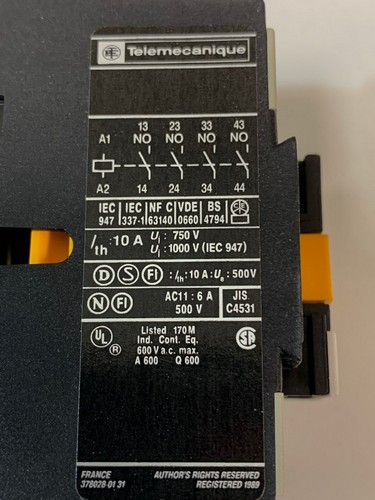 Telemecanique
13 23 33 43
A1 NO NO NO NO
A2 14 24 34 44
IEC IEC NF C VDE BS
947 337-1 63140 0660 4794
Ith : 10 A Ui : 750 V
Ui : 1000 V (IEC 947)
D S FI : Ith : 10 A : Ue : 500 V
N FI AC11 : 6 A JIS
500 V C4531
UL ® Listed 170 M SA
Ind. Cont. Eq.
600 V a.c. max.
A 600 Q 600
FRANCE AUTHOR'S RIGHTS RESERVED
378028-01 31 REGISTERED 1989